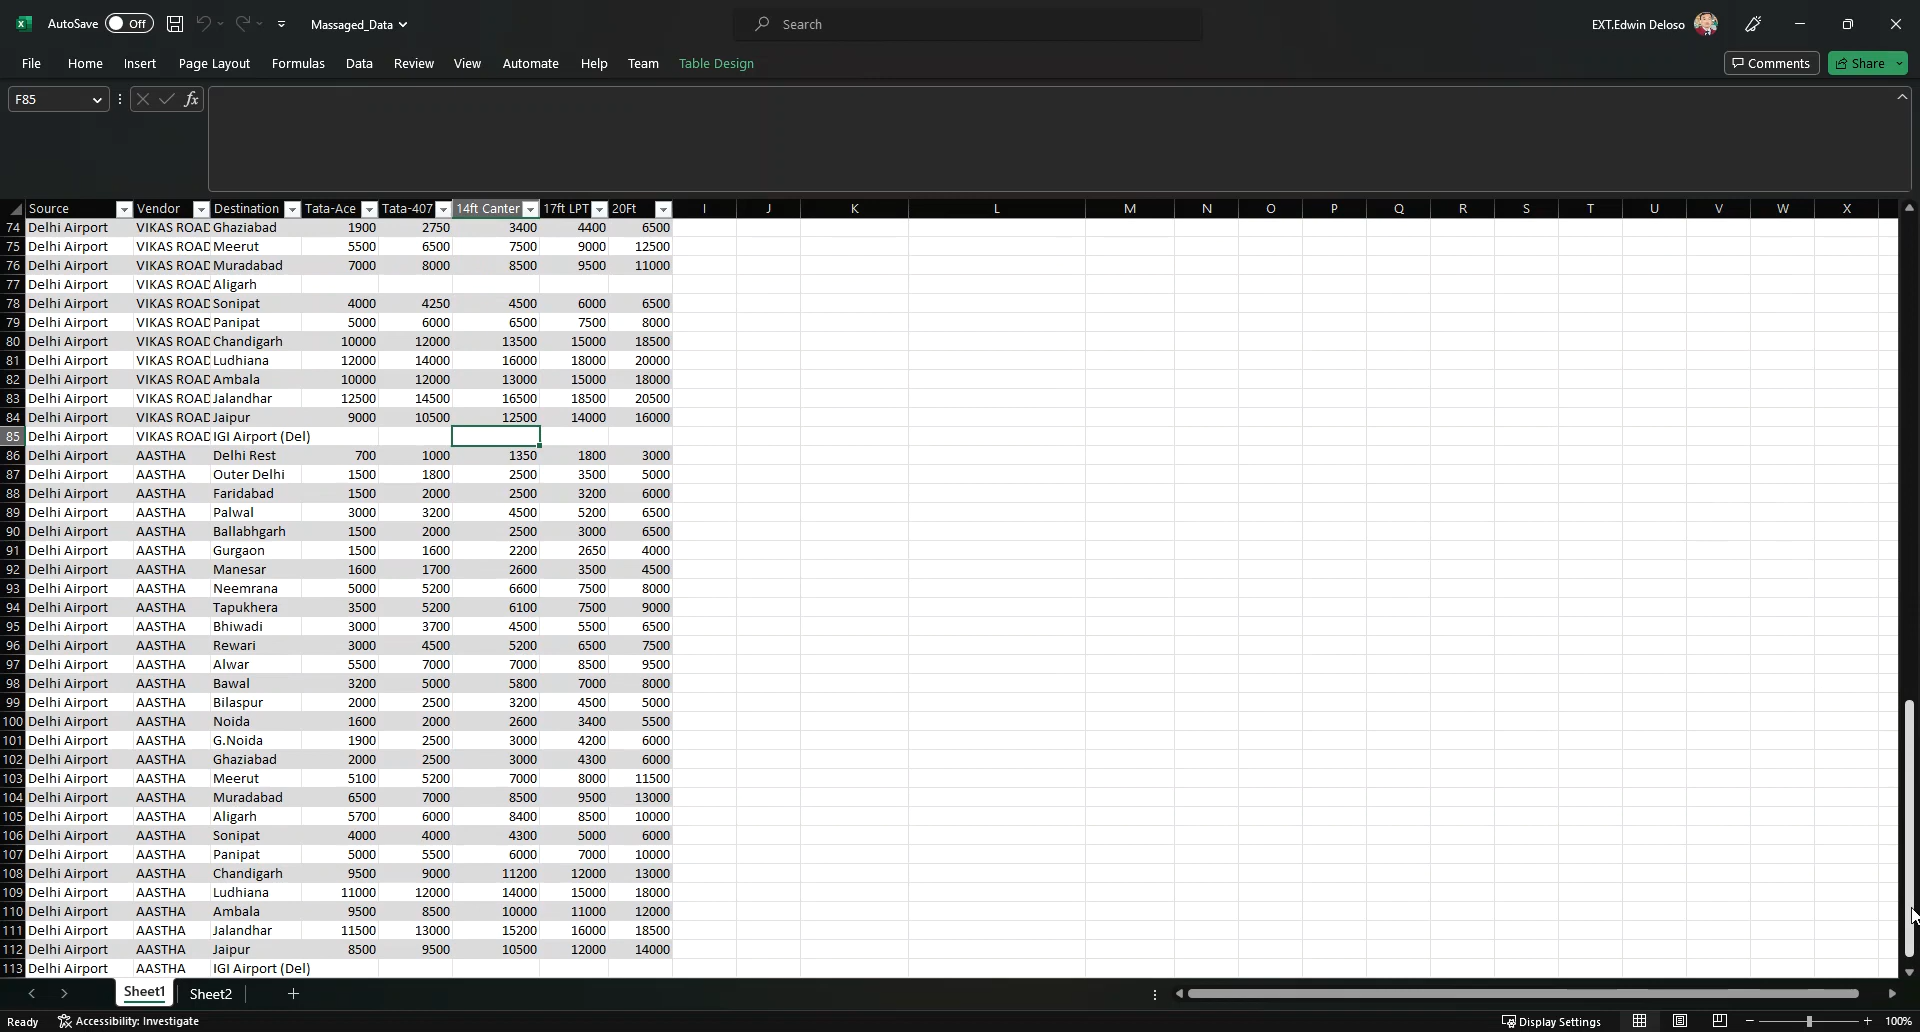 AutoSave Off Massaged_Data Search EXT.Edwin Deloso
File Home Insert Page Layout Formulas Data Review View Automate Help Team Table Design Comments Share
F85 fx
Source Vendor Destination Tata-Ace Tata-407 14ft Canter 17ft LPT 20Ft I J K L M N O P Q R S T U V W X
74 Delhi Airport VIKAS ROAD Ghaziabad 1900 2750 3400 4400 6500
75 Delhi Airport VIKAS ROAD Meerut 5500 6500 7500 9000 12500
76 Delhi Airport VIKAS ROAD Muradabad 7000 8000 8500 9500 11000
77 Delhi Airport VIKAS ROAD Aligarh
78 Delhi Airport VIKAS ROAD Sonipat 4000 4250 4500 6000 6500
79 Delhi Airport VIKAS ROAD Panipat 5000 6000 6500 7500 8000
80 Delhi Airport VIKAS ROAD Chandigarh 10000 12000 13500 15000 18500
81 Delhi Airport VIKAS ROAD Ludhiana 12000 14000 16000 18000 20000
82 Delhi Airport VIKAS ROAD Ambala 10000 12000 13000 15000 18000
83 Delhi Airport VIKAS ROAD Jalandhar 12500 14500 16500 18500 20500
84 Delhi Airport VIKAS ROAD Jaipur 9000 10500 12500 14000 16000
85 Delhi Airport VIKAS ROAD IGI Airport (Del)
86 Delhi Airport AASTHA Delhi Rest 700 1000 1350 1800 3000
87 Delhi Airport AASTHA Outer Delhi 1500 1800 2500 3500 5000
88 Delhi Airport AASTHA Faridabad 1500 2000 2500 3200 6000
89 Delhi Airport AASTHA Palwal 3000 3200 4500 5200 6500
90 Delhi Airport AASTHA Ballabhgarh 1500 2000 2500 3000 6500
91 Delhi Airport AASTHA Gurgaon 1500 1600 2200 2650 4000
92 Delhi Airport AASTHA Manesar 1600 1700 2600 3500 4500
93 Delhi Airport AASTHA Neemrana 5000 5200 6600 7500 8000
94 Delhi Airport AASTHA Tapukhera 3500 5200 6100 7500 9000
95 Delhi Airport AASTHA Bhiwadi 3000 3700 4500 5500 6500
96 Delhi Airport AASTHA Rewari 3000 4500 5200 6500 7500
97 Delhi Airport AASTHA Alwar 5500 7000 7000 8500 9500
98 Delhi Airport AASTHA Bawal 3200 5000 5800 7000 8000
99 Delhi Airport AASTHA Bilaspur 2000 2500 3200 4500 5000
100 Delhi Airport AASTHA Noida 1600 2000 2600 3400 5500
101 Delhi Airport AASTHA G.Noida 1900 2500 3000 4200 6000
102 Delhi Airport AASTHA Ghaziabad 2000 2500 3000 4300 6000
103 Delhi Airport AASTHA Meerut 5100 5200 7000 8000 11500
104 Delhi Airport AASTHA Muradabad 6500 7000 8500 9500 13000
105 Delhi Airport AASTHA Aligarh 5700 6000 8400 8500 10000
106 Delhi Airport AASTHA Sonipat 4000 4000 4300 5000 6000
107 Delhi Airport AASTHA Panipat 5000 5500 6000 7000 10000
108 Delhi Airport AASTHA Chandigarh 9500 9000 11200 12000 13000
109 Delhi Airport AASTHA Ludhiana 11000 12000 14000 15000 18000
110 Delhi Airport AASTHA Ambala 9500 8500 10000 11000 12000
111 Delhi Airport AASTHA Jalandhar 11500 13000 15200 16000 18500
112 Delhi Airport AASTHA Jaipur 8500 9500 10500 12000 14000
113 Delhi Airport AASTHA IGI Airport (Del)
Sheet1 Sheet2
Ready Accessibility: Investigate Display Settings 100%